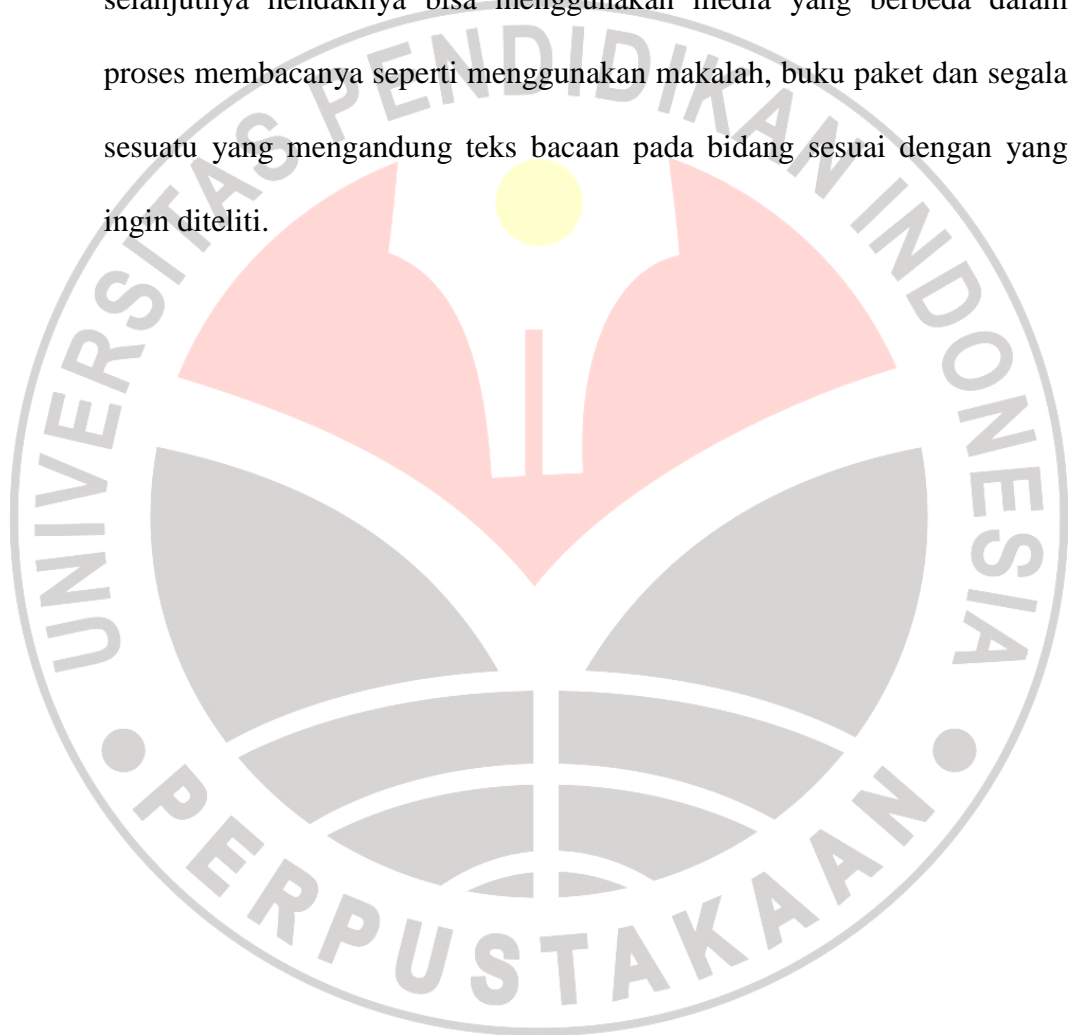 selanjutnya hendaknya bisa menggunakan media yang berbeda dalam
proses membacanya seperti menggunakan makalah, buku paket dan segala
sesuatu yang mengandung teks bacaan pada bidang sesuai dengan yang
ingin diteliti.
UNIVERSITAS PENDIDIKAN INDONESIA
PERPUSTAKAAN